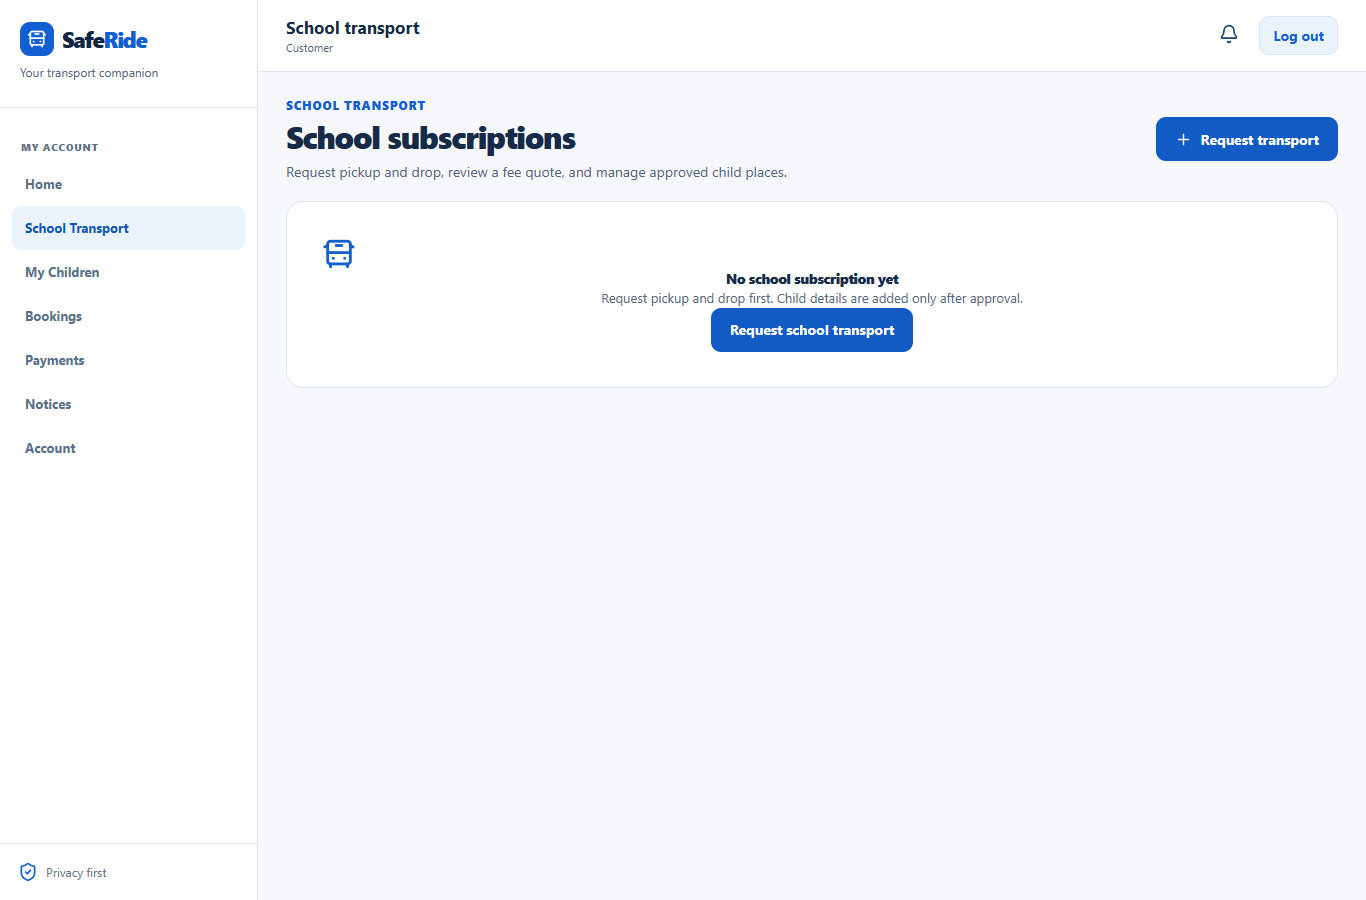 SafeRide
Your transport companion
MY ACCOUNT
Home
School Transport
My Children
Bookings
Payments
Notices
Account
Privacy first
School transport
Customer
Log out
SCHOOL TRANSPORT
School subscriptions
Request pickup and drop, review a fee quote, and manage approved child places.
Request transport
No school subscription yet
Request pickup and drop first. Child details are added only after approval.
Request school transport